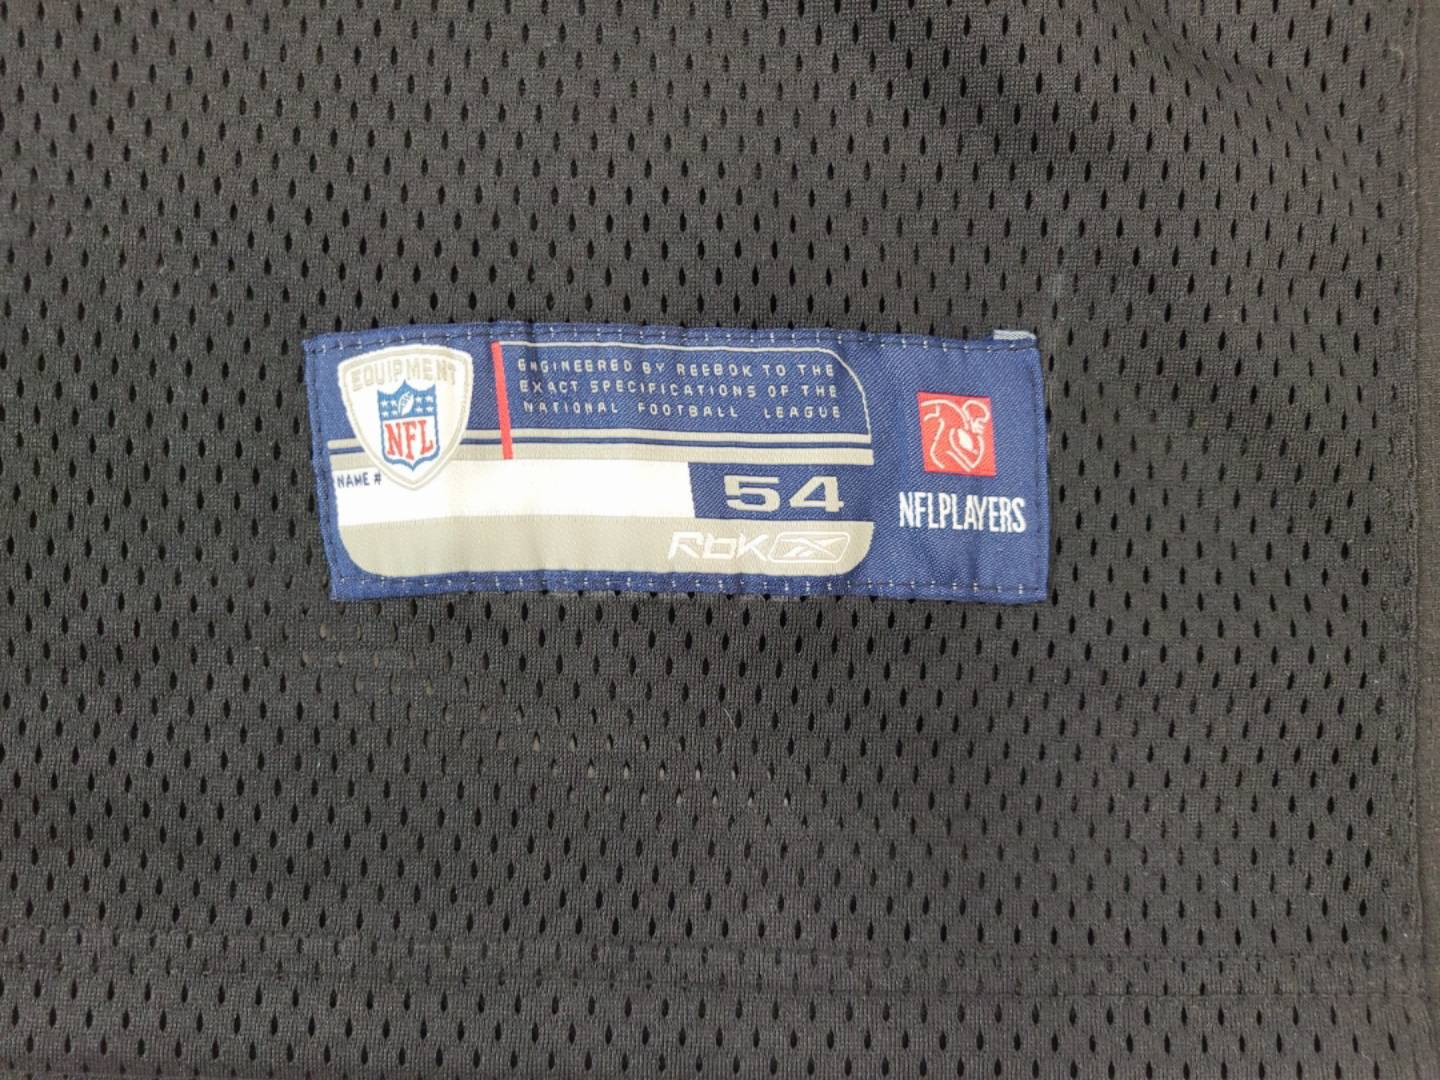 EQUIPMENT
NFL
ENGINEERED BY REEBOK TO THE
EXACT SPECIFICATIONS OF THE
NATIONAL FOOTBALL LEAGUE
NAME #
54
RbK
NFLPLAYERS